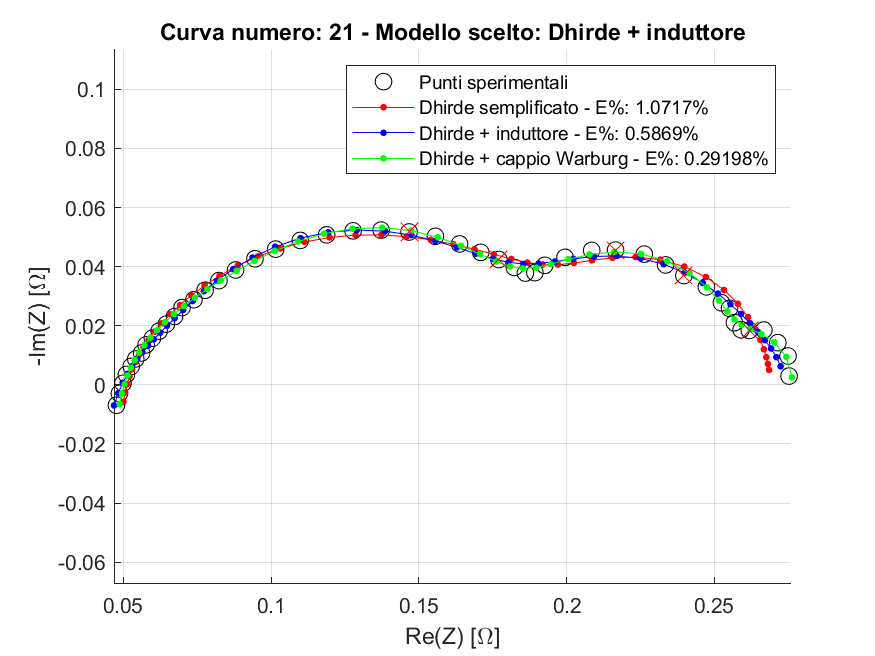 Curva numero: 21 - Modello scelto: Dhirde + induttore
Punti sperimentali
Dhirde semplificato - E%: 1.0717%
Dhirde + induttore - E%: 0.5869%
Dhirde + cappio Warburg - E%: 0.29198%
0.1
0.08
0.06
0.04
0.02
0
-0.02
-0.04
-0.06
-Im(Z) [Ω]
0.05 0.1 0.15 0.2 0.25
Re(Z) [Ω]